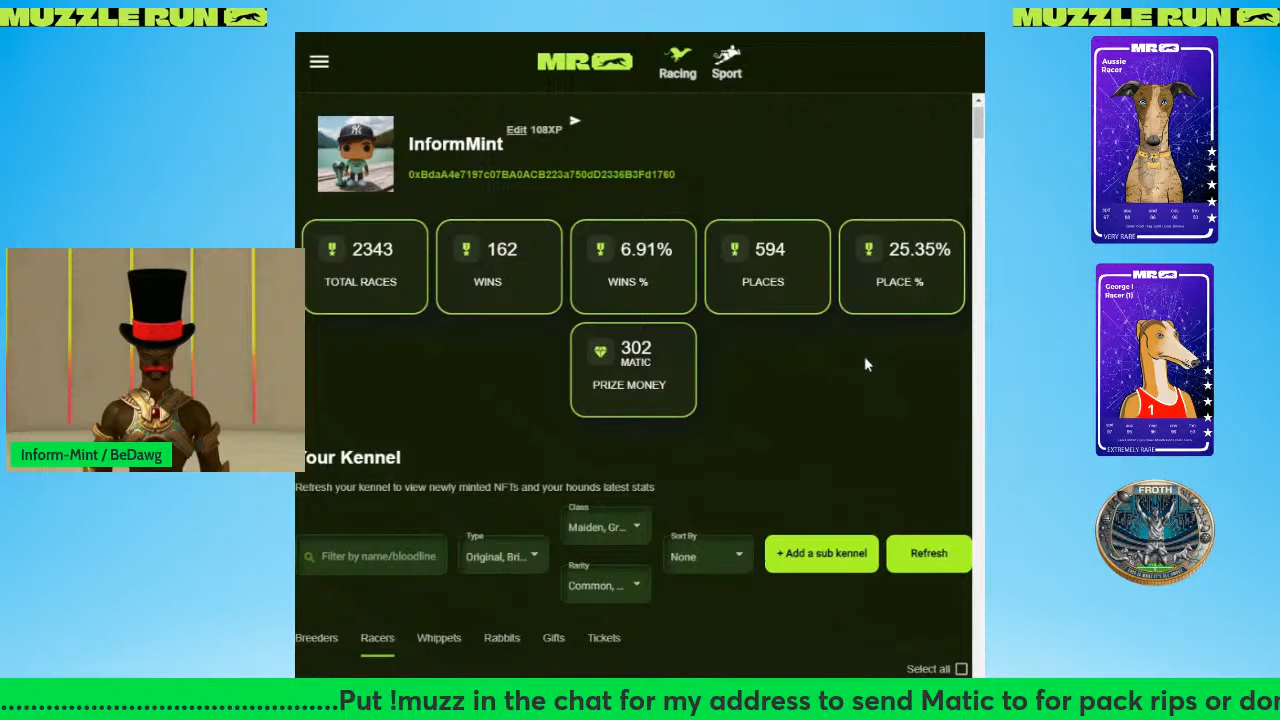 MUZZLE RUN
MUZZLE RUN
MR
Racing
Sport
InformMint
Edit 108XP
0xBdaA4e7197c07BA0ACB223a750dD2336B3Fd1760
2343
TOTAL RACES
162
WINS
6.91%
WINS %
594
PLACES
25.35%
PLACE %
302
MATIC
PRIZE MONEY
Inform-Mint / BeDawg
Your Kennel
Refresh your kennel to view newly minted NFTs and your hounds latest stats
Filter by name/bloodline
Type
Original, Bri...
Class
Maiden, Gr...
Rarity
Common, ...
Sort By
None
+ Add a sub kennel
Refresh
Breeders
Racers
Whippets
Rabbits
Gifts
Tickets
Select all
MR
Aussie
Racer
VERY RARE
MR
George I
Racer (1)
1
EXTREMELY RARE
FROTH
..............................................Put !muzz in the chat for my address to send Matic to for pack rips or do